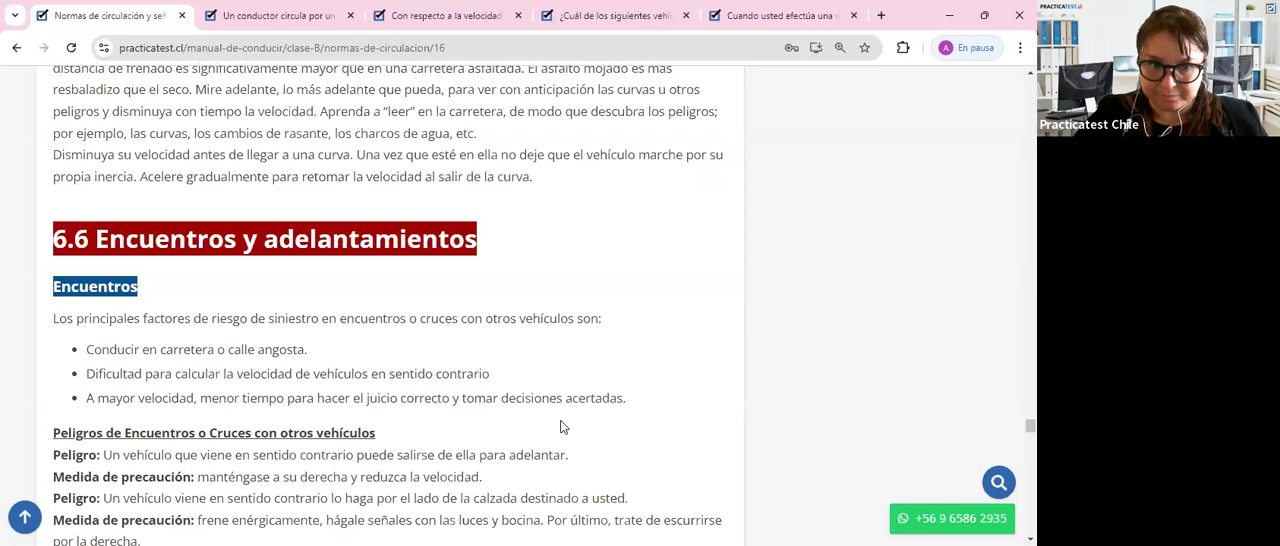 Normas de circulación y señ
Un conductor circula por un
Con respecto a la velocidad
¿Cuál de los siguientes vehí
Cuando usted efectúa una
practicatest.cl/manual-de-conducir/clase-B/normas-de-circulacion/16
A
En pausa
distancia de frenado es significativamente mayor que en una carretera asfaltada. El asfalto mojado es más
resbaladizo que el seco. Mire adelante, lo más adelante que pueda, para ver con anticipación las curvas u otros
peligros y disminuya con tiempo la velocidad. Aprenda a “leer” en la carretera, de modo que descubra los peligros;
por ejemplo, las curvas, los cambios de rasante, los charcos de agua, etc.
Disminuya su velocidad antes de llegar a una curva. Una vez que esté en ella no deje que el vehículo marche por su
propia inercia. Acelere gradualmente para retomar la velocidad al salir de la curva.
6.6 Encuentros y adelantamientos
Encuentros
Los principales factores de riesgo de siniestro en encuentros o cruces con otros vehículos son:
• Conducir en carretera o calle angosta.
• Dificultad para calcular la velocidad de vehículos en sentido contrario
• A mayor velocidad, menor tiempo para hacer el juicio correcto y tomar decisiones acertadas.
Peligros de Encuentros o Cruces con otros vehículos
Peligro: Un vehículo que viene en sentido contrario puede salirse de ella para adelantar.
Medida de precaución: manténgase a su derecha y reduzca la velocidad.
Peligro: Un vehículo viene en sentido contrario lo haga por el lado de la calzada destinado a usted.
Medida de precaución: frene enérgicamente, hágale señales con las luces y bocina. Por último, trate de escurrirse
por la derecha.
+56 9 6586 2935
PRACTICATEST.cl
Practicatest Chile